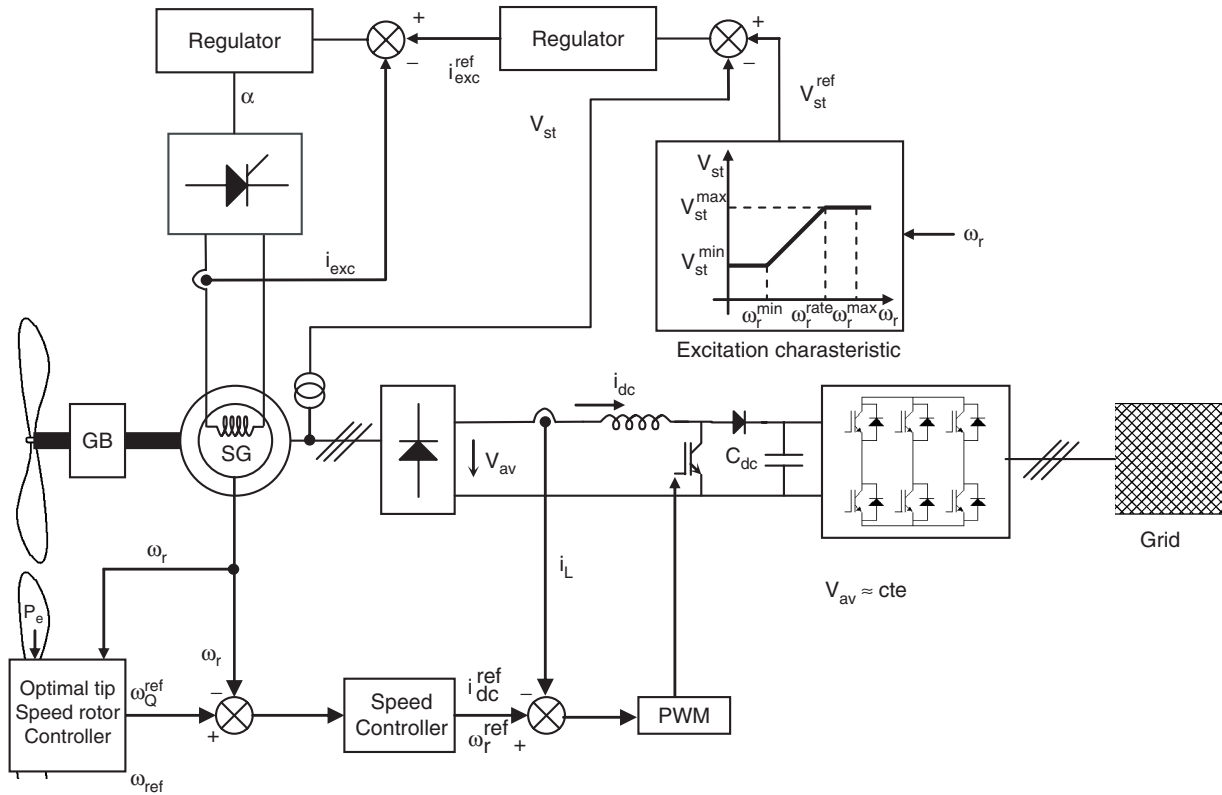 Regulator
+
−
i_exc^ref
Regulator
+
−
V_st^ref
α
V_st
V_st
V_st^max
V_st^min
ω_r^min
ω_r^rate
ω_r^max
ω_r
ω_r
Excitation charasteristic
i_exc
GB
SG
i_dc
V_av
C_dc
Grid
V_av ≈ cte
ω_r
i_L
P_e
ω_r
Optimal tip
Speed rotor
Controller
ω_Q^ref
−
+
Speed
Controller
i_dc^ref
ω_r^ref
−
+
PWM
ω_ref